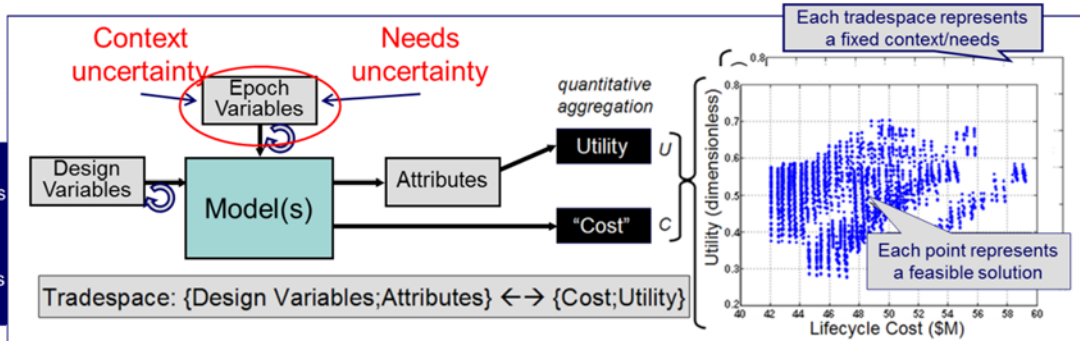 Context
uncertainty
Needs
uncertainty
Epoch
Variables
Design
Variables
Model(s)
Attributes
quantitative
aggregation
Utility
U
"Cost"
C
Tradespace: {Design Variables;Attributes} ←→ {Cost;Utility}
Each tradespace represents
a fixed context/needs
0.8
Utility (dimensionless)
0.8
0.7
0.6
0.5
0.4
0.3
0.2
40 42 44 46 48 50 52 54 56 58 60
Lifecycle Cost ($M)
Each point represents
a feasible solution
s
s